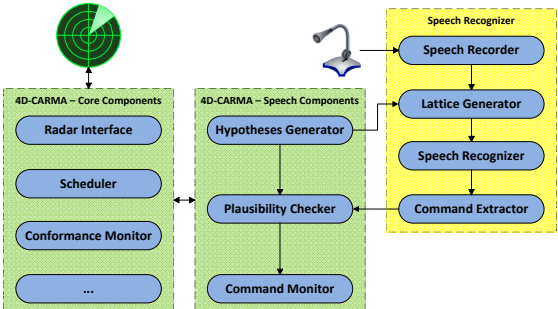 Speech Recognizer
Speech Recorder
Lattice Generator
Speech Recognizer
Command Extractor
4D-CARMA – Core Components
Radar Interface
Scheduler
Conformance Monitor
...
4D-CARMA – Speech Components
Hypotheses Generator
Plausibility Checker
Command Monitor